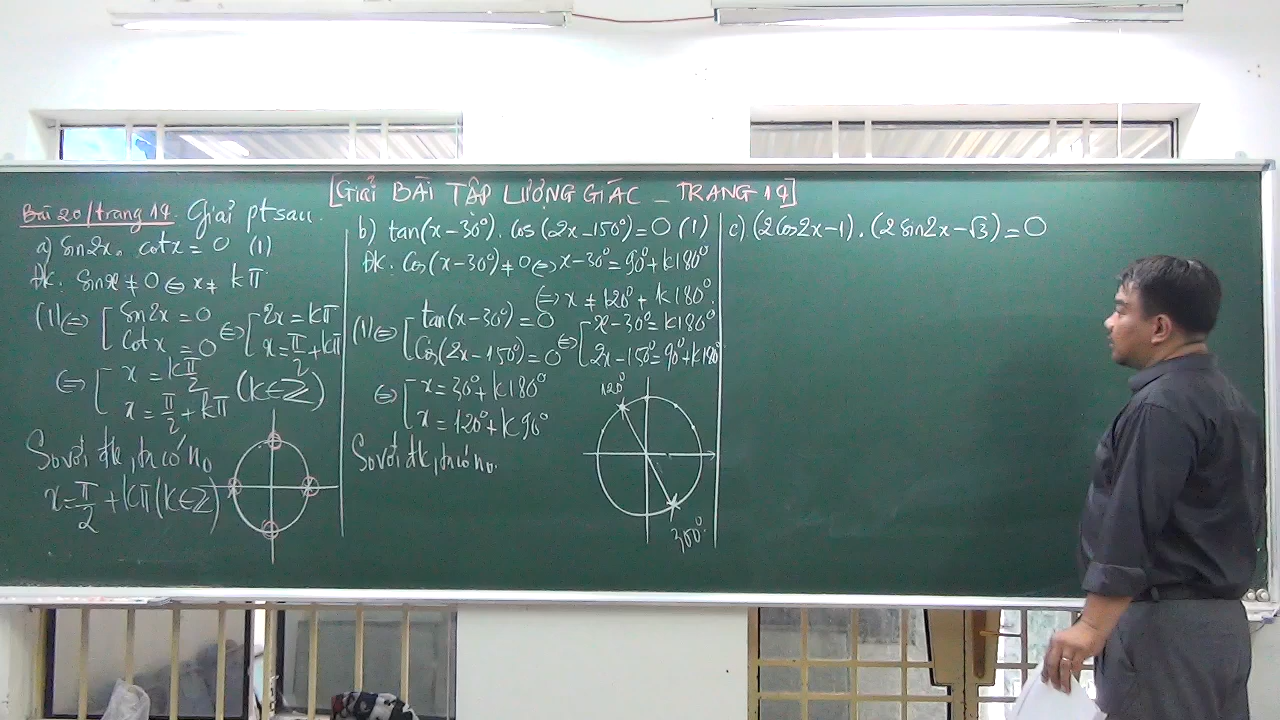 [GIẢI BÀI TẬP LƯỢNG GIÁC _ TRANG 14]
Bài 20/trang 14. Giải pt sau.
a) sin2x. cotx = 0 (1)
ĐK: sinx ≠ 0 ⇔ x ≠ kπ
(1) ⇔ [ sin2x = 0 ⇔ [ 2x = kπ
cotx = 0 x = π/2 + kπ
⇔ [ x = kπ/2 (k∈Z)
x = π/2 + kπ
So với đk, ta có n₀
x = π/2 + kπ (k∈Z)
b) tan(x-30°). cos(2x-150°) = 0 (1)
ĐK: cos(x-30°) ≠ 0 ⇔ x-30° = 90° + k180°
⇔ x ≠ 120° + k180°.
(1) ⇔ [ tan(x-30°) = 0 ⇔ [ x-30° = k180°
cos(2x-150°) = 0 2x-150° = 90° + k180°
⇔ [ x = 30° + k180°
x = 120° + k90°
So với đk, ta có n₀.
120°
300°
c) (2cos2x-1). (2sin2x-√3) = 0